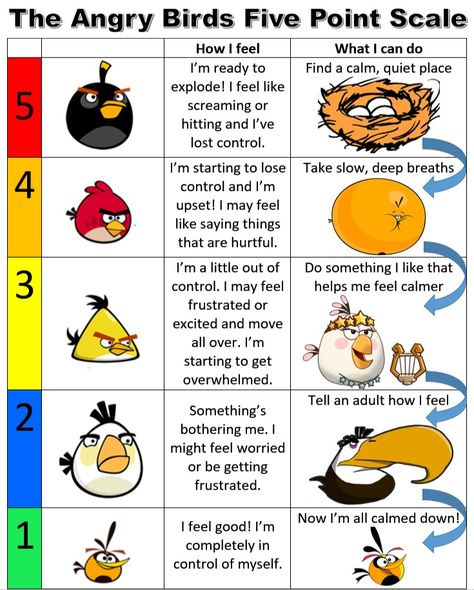 The Angry Birds Five Point Scale
How I feel
What I can do
5
I'm ready to
explode! I feel like
screaming or
hitting and I've
lost control.
Find a calm, quiet place
4
I'm starting to lose
control and I'm
upset! I may feel
like saying things
that are hurtful.
Take slow, deep breaths
3
I'm a little out of
control. I may feel
frustrated or
excited and move
all over. I'm
starting to get
overwhelmed.
Do something I like that
helps me feel calmer
2
Something's
bothering me. I
might feel worried
or be getting
frustrated.
Tell an adult how I feel
1
I feel good! I'm
completely in
control of myself.
Now I'm all calmed down!